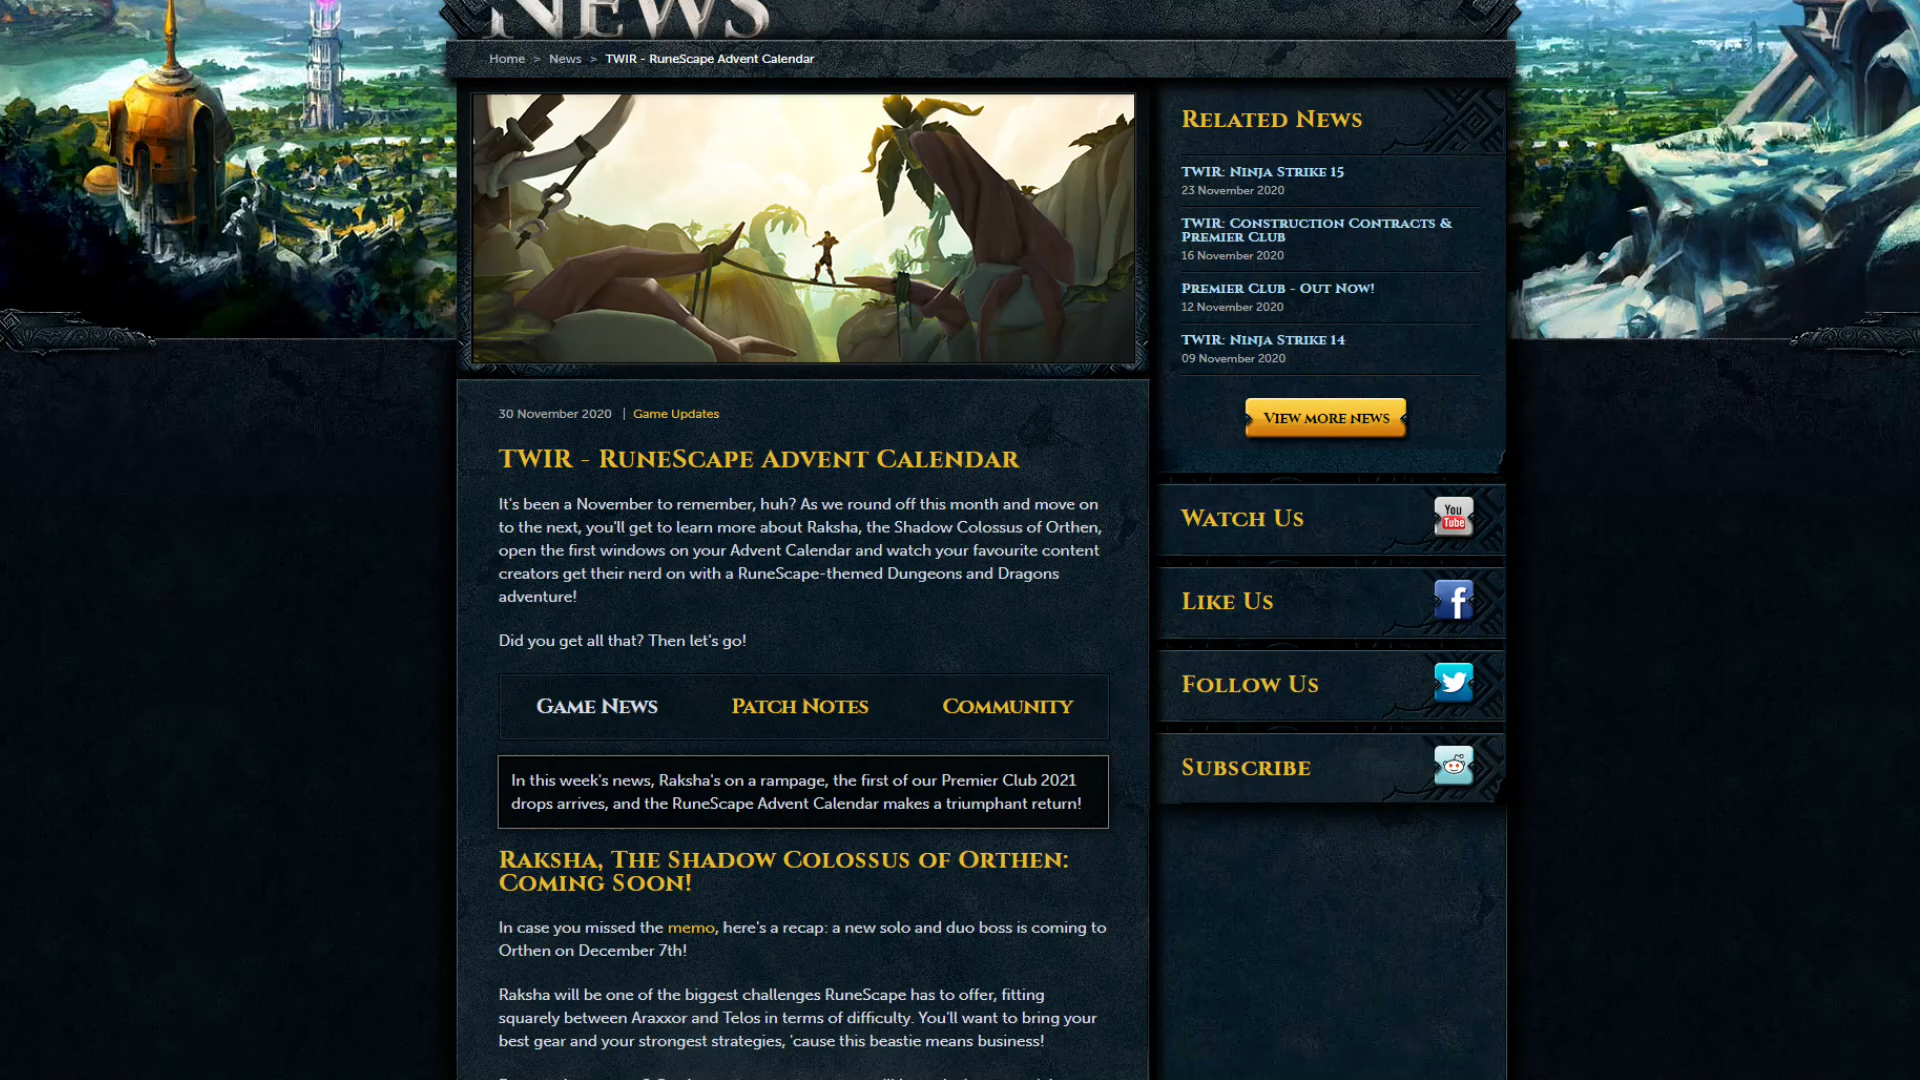 NEWS
Home > News > TWIR - RuneScape Advent Calendar
30 November 2020 | Game Updates
TWIR - RuneScape Advent Calendar
It's been a November to remember, huh? As we round off this month and move on
to the next, you'll get to learn more about Raksha, the Shadow Colossus of Orthen,
open the first windows on your Advent Calendar and watch your favourite content
creators get their nerd on with a RuneScape-themed Dungeons and Dragons
adventure!
Did you get all that? Then let's go!
Game News
Patch Notes
Community
In this week's news, Raksha's on a rampage, the first of our Premier Club 2021
drops arrives, and the RuneScape Advent Calendar makes a triumphant return!
Raksha, The Shadow Colossus of Orthen:
Coming Soon!
In case you missed the memo, here's a recap: a new solo and duo boss is coming to
Orthen on December 7th!
Raksha will be one of the biggest challenges RuneScape has to offer, fitting
squarely between Araxxor and Telos in terms of difficulty. You'll want to bring your
best gear and your strongest strategies, 'cause this beastie means business!
Related News
TWIR: Ninja Strike 15
23 November 2020
TWIR: Construction Contracts &
Premier Club
16 November 2020
Premier Club - Out Now!
12 November 2020
TWIR: Ninja Strike 14
09 November 2020
View more news
Watch Us
You
Tube
Like Us
f
Follow Us
Subscribe